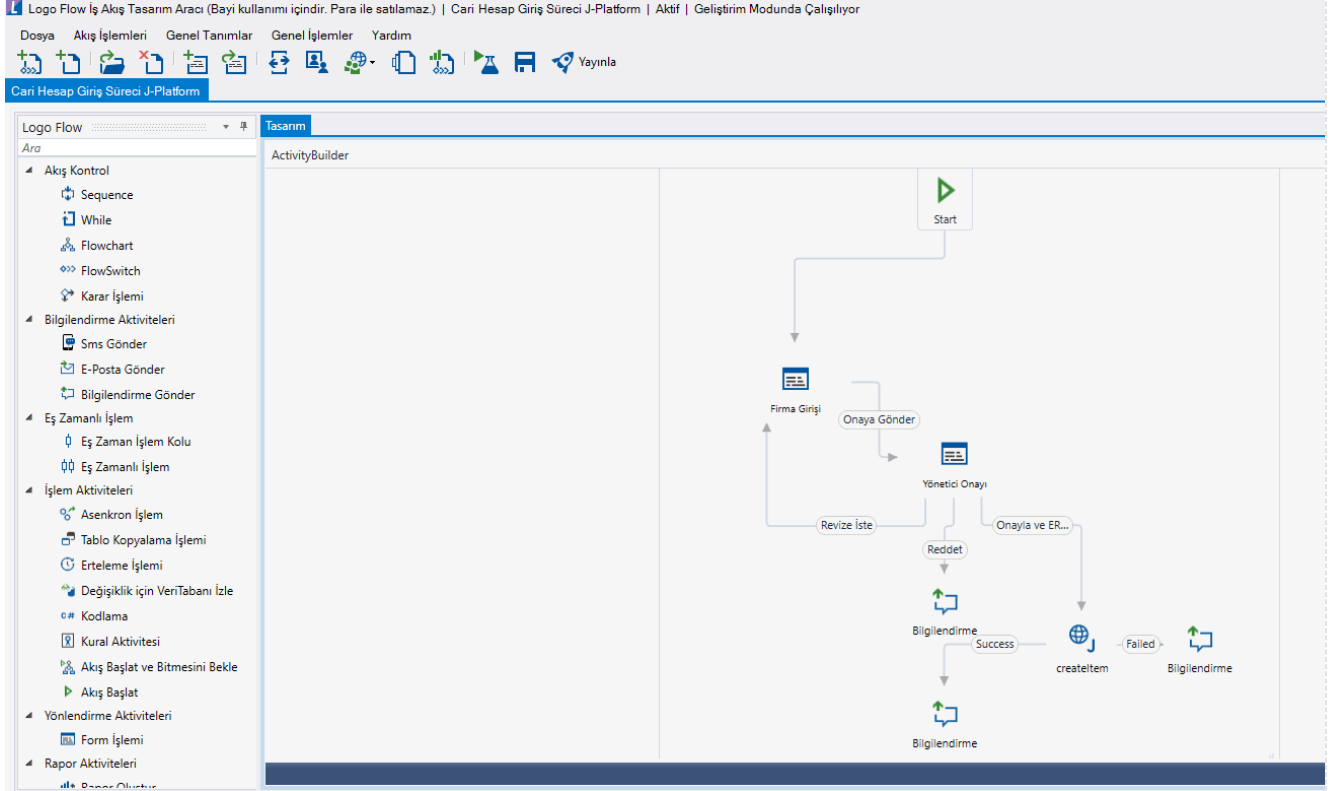 Logo Flow İş Akış Tasarım Aracı (Bayi kullanımı içindir. Para ile satılamaz.) | Cari Hesap Giriş Süreci J-Platform | Aktif | Geliştirim Modunda Çalışılıyor
Dosya Akış İşlemleri Genel Tanımlar Genel İşlemler Yardım
Yayınla
Cari Hesap Giriş Süreci J-Platform
Logo Flow
Ara
Akış Kontrol
Sequence
While
Flowchart
FlowSwitch
Karar İşlemi
Bilgilendirme Aktiviteleri
Sms Gönder
E-Posta Gönder
Bilgilendirme Gönder
Eş Zamanlı İşlem
Eş Zaman İşlem Kolu
Eş Zamanlı İşlem
İşlem Aktiviteleri
Asenkron İşlem
Tablo Kopyalama İşlemi
Erteleme İşlemi
Değişiklik için VeriTabanı İzle
C# Kodlama
Kural Aktivitesi
Akış Başlat ve Bitmesini Bekle
Akış Başlat
Yönlendirme Aktiviteleri
Form İşlemi
Rapor Aktiviteleri
Rapor Oluştur
Tasarım
ActivityBuilder
Start
Firma Girişi
Onaya Gönder
Yönetici Onayı
Revize İste
Onayla ve ER...
Reddet
Bilgilendirme
Success
Failed
createItem
Bilgilendirme
Bilgilendirme